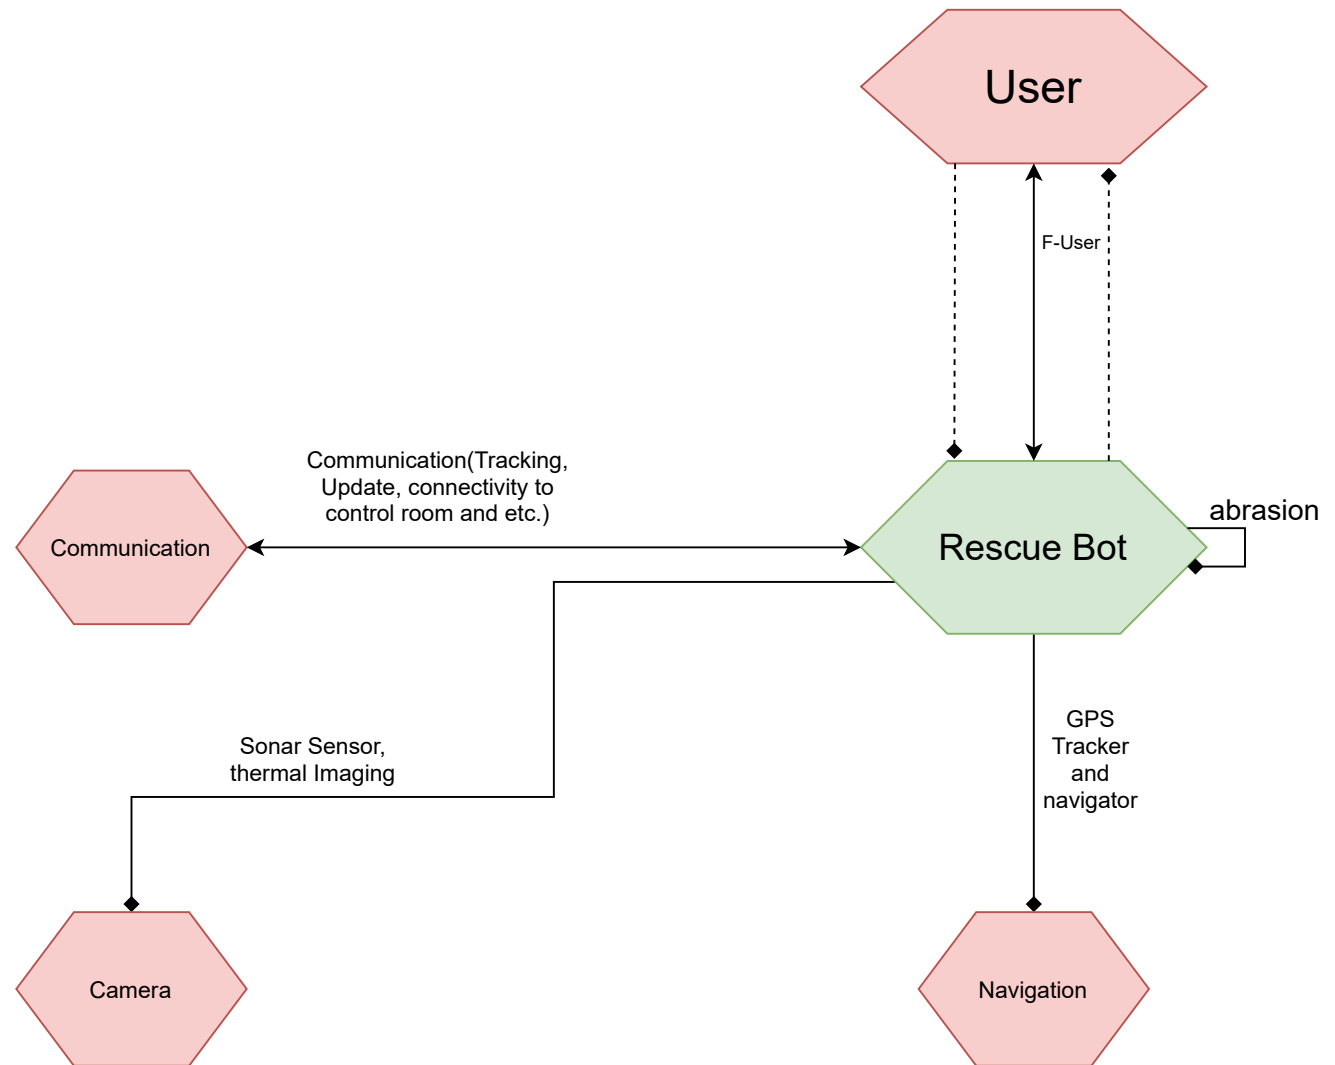 User
F-User
Communication(Tracking,
Update, connectivity to
control room and etc.)
abrasion
Communication
Rescue Bot
Sonar Sensor,
thermal Imaging
GPS
Tracker
and
navigator
Camera
Navigation